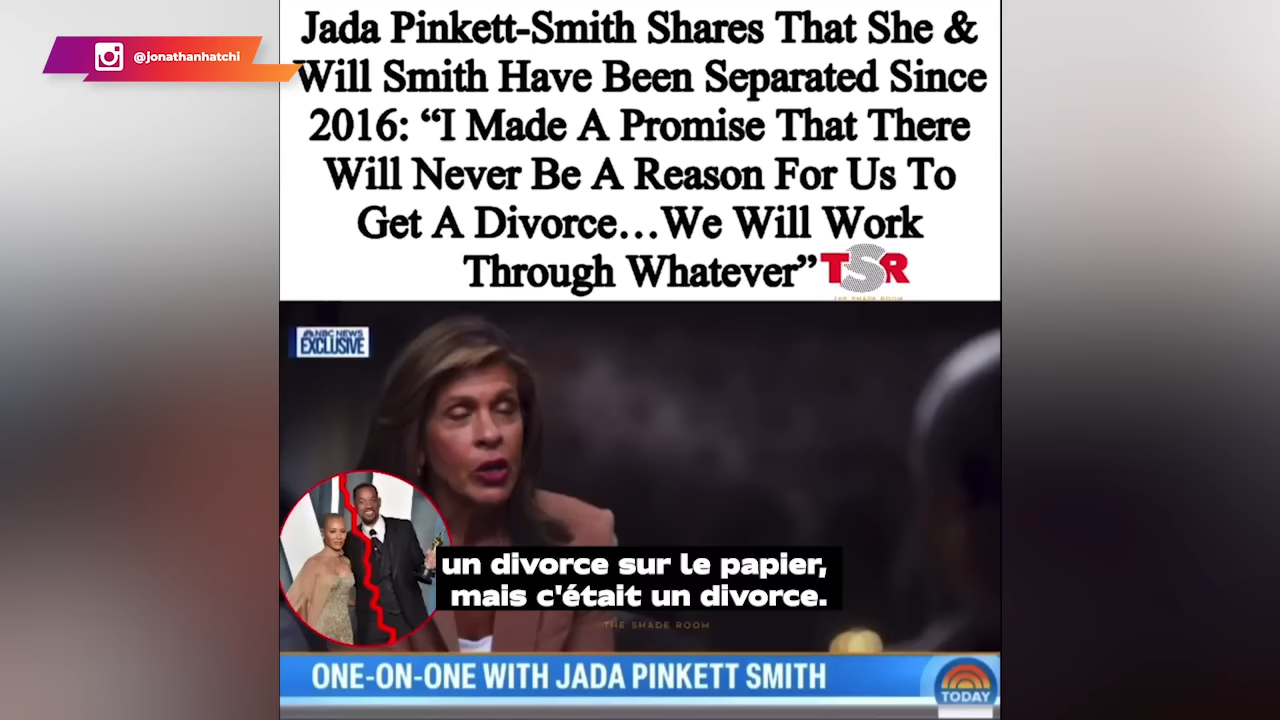 @jonathanhatchi
Jada Pinkett-Smith Shares That She &
Will Smith Have Been Separated Since
2016: “I Made A Promise That There
Will Never Be A Reason For Us To
Get A Divorce…We Will Work
Through Whatever”
TSR
THE SHADE ROOM
NBC NEWS
EXCLUSIVE
un divorce sur le papier,
mais c'était un divorce.
THE SHADE ROOM
ONE-ON-ONE WITH JADA PINKETT SMITH
TODAY